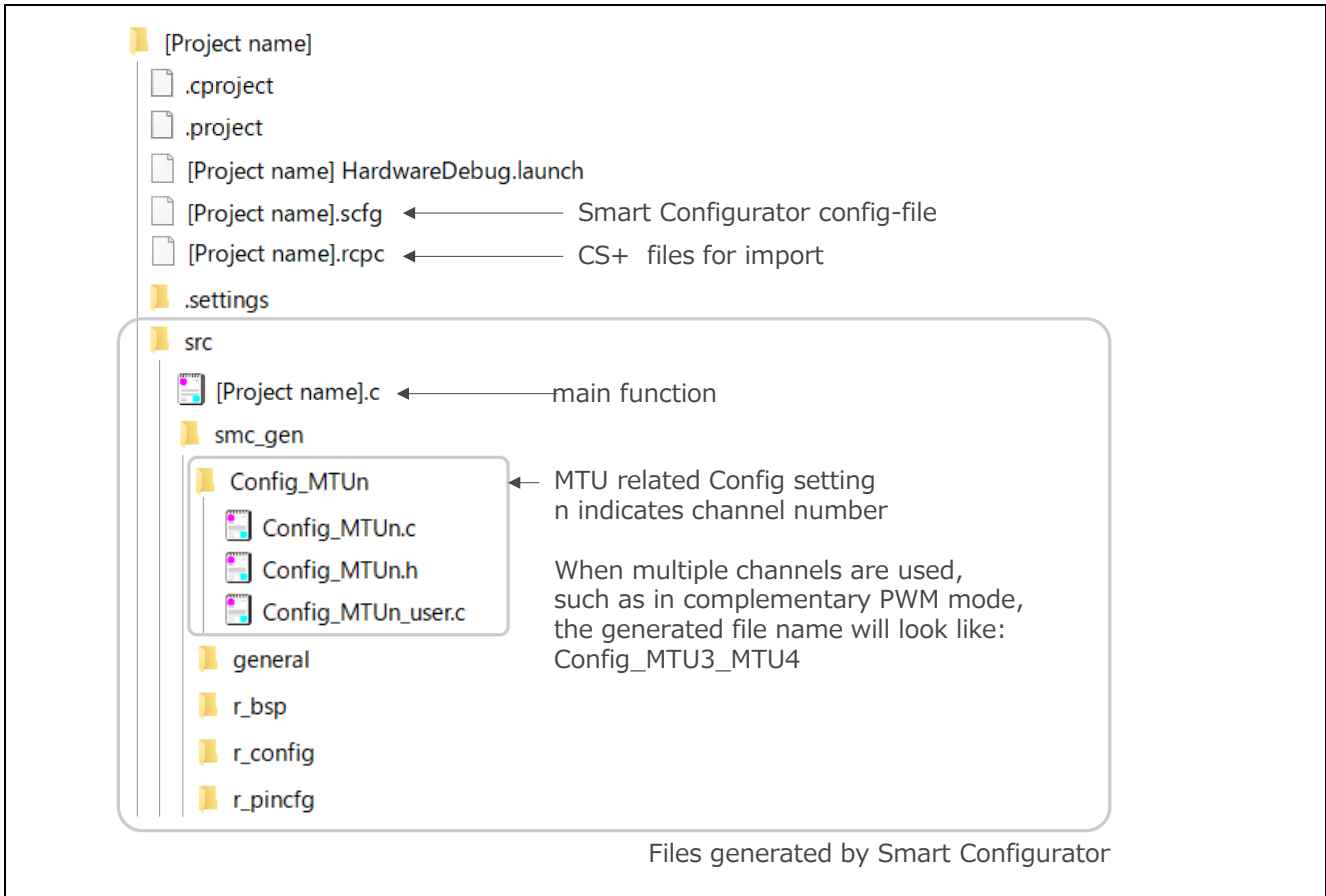 [Project name]
.cproject
.project
[Project name] HardwareDebug.launch
[Project name].scfg
Smart Configurator config-file
[Project name].rcpc
CS+ files for import
.settings
src
[Project name].c
main function
smc_gen
Config_MTUn
MTU related Config setting
n indicates channel number
Config_MTUn.c
Config_MTUn.h
Config_MTUn_user.c
When multiple channels are used,
such as in complementary PWM mode,
the generated file name will look like:
Config_MTU3_MTU4
general
r_bsp
r_config
r_pincfg
Files generated by Smart Configurator